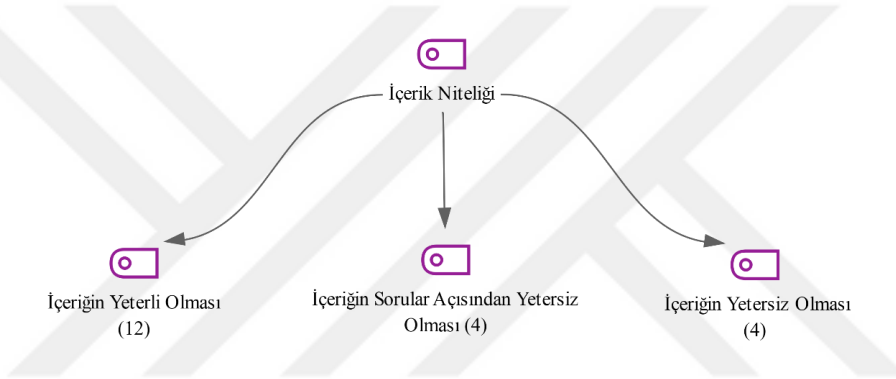 İçerik Niteliği
İçeriğin Yeterli Olması
(12)
İçeriğin Sorular Açısından Yetersiz
Olması (4)
İçeriğin Yetersiz Olması
(4)